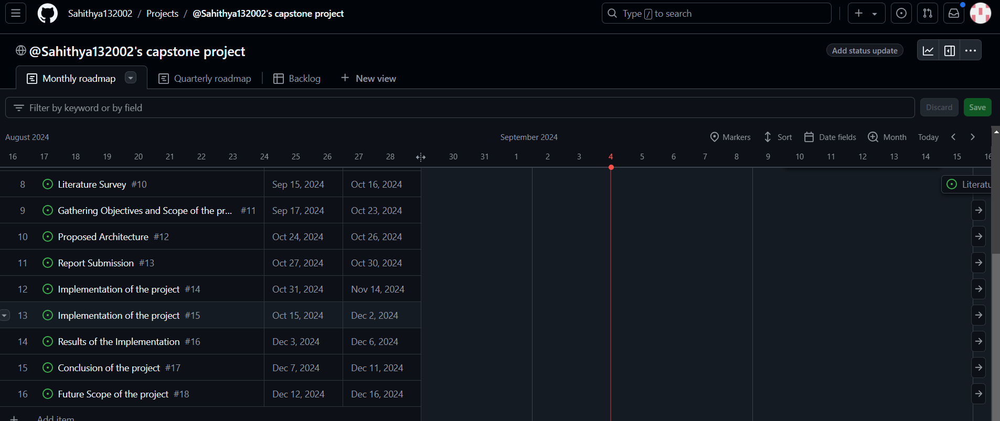 Sahithya132002 / Projects / @Sahithya132002's capstone project
Type / to search
@Sahithya132002's capstone project
Add status update
Monthly roadmap
Quarterly roadmap
Backlog
New view
Filter by keyword or by field
Discard
Save
August 2024
September 2024
Markers
Sort
Date fields
Month
Today
16 17 18 19 20 21 22 23 24 25 26 27 28 30 31 1 2 3 4 5 6 7 8 9 10 11 12 13 14 15 16
8 Literature Survey #10 Sep 15, 2024 Oct 16, 2024 Literatu
9 Gathering Objectives and Scope of the pr... #11 Sep 17, 2024 Oct 23, 2024
10 Proposed Architecture #12 Oct 24, 2024 Oct 26, 2024
11 Report Submission #13 Oct 27, 2024 Oct 30, 2024
12 Implementation of the project #14 Oct 31, 2024 Nov 14, 2024
13 Implementation of the project #15 Oct 15, 2024 Dec 2, 2024
14 Results of the Implementation #16 Dec 3, 2024 Dec 6, 2024
15 Conclusion of the project #17 Dec 7, 2024 Dec 11, 2024
16 Future Scope of the project #18 Dec 12, 2024 Dec 16, 2024
Add item